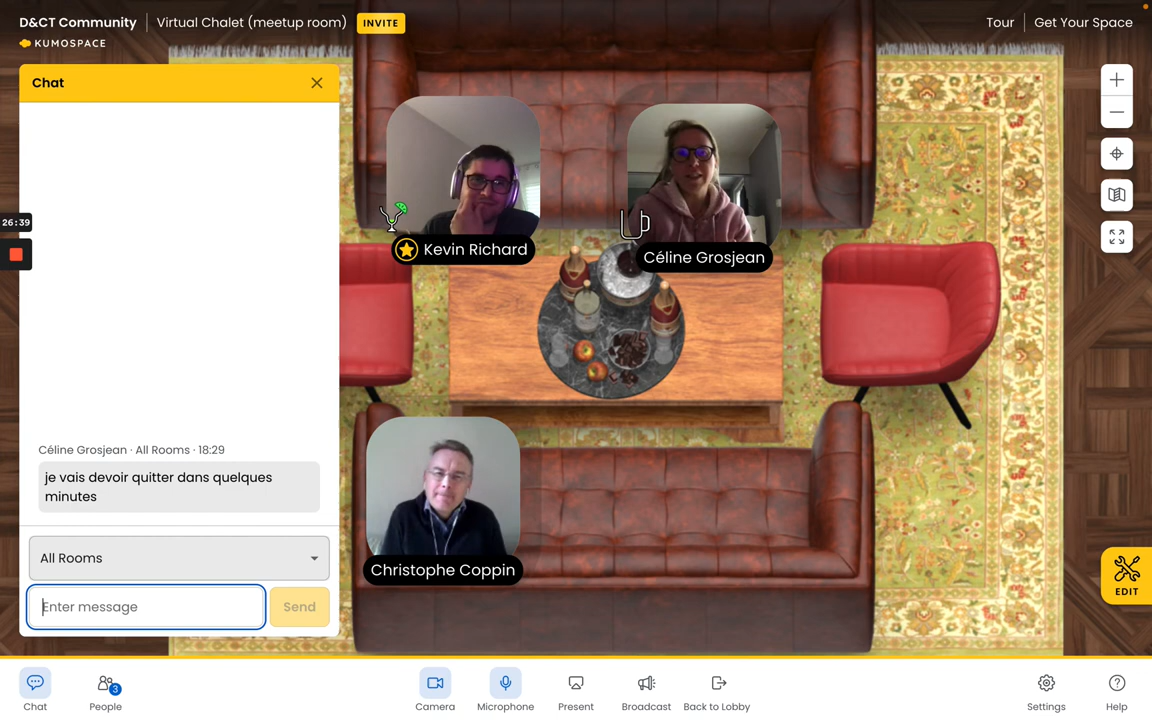 D&CT Community
Virtual Chalet (meetup room)
INVITE
Tour
Get Your Space
KUMOSPACE
Chat
26:39
Kevin Richard
Céline Grosjean
Céline Grosjean · All Rooms · 18:29
je vais devoir quitter dans quelques
minutes
All Rooms
Christophe Coppin
Enter message
Send
EDIT
3
Chat
People
Camera
Microphone
Present
Broadcast
Back to Lobby
Settings
Help